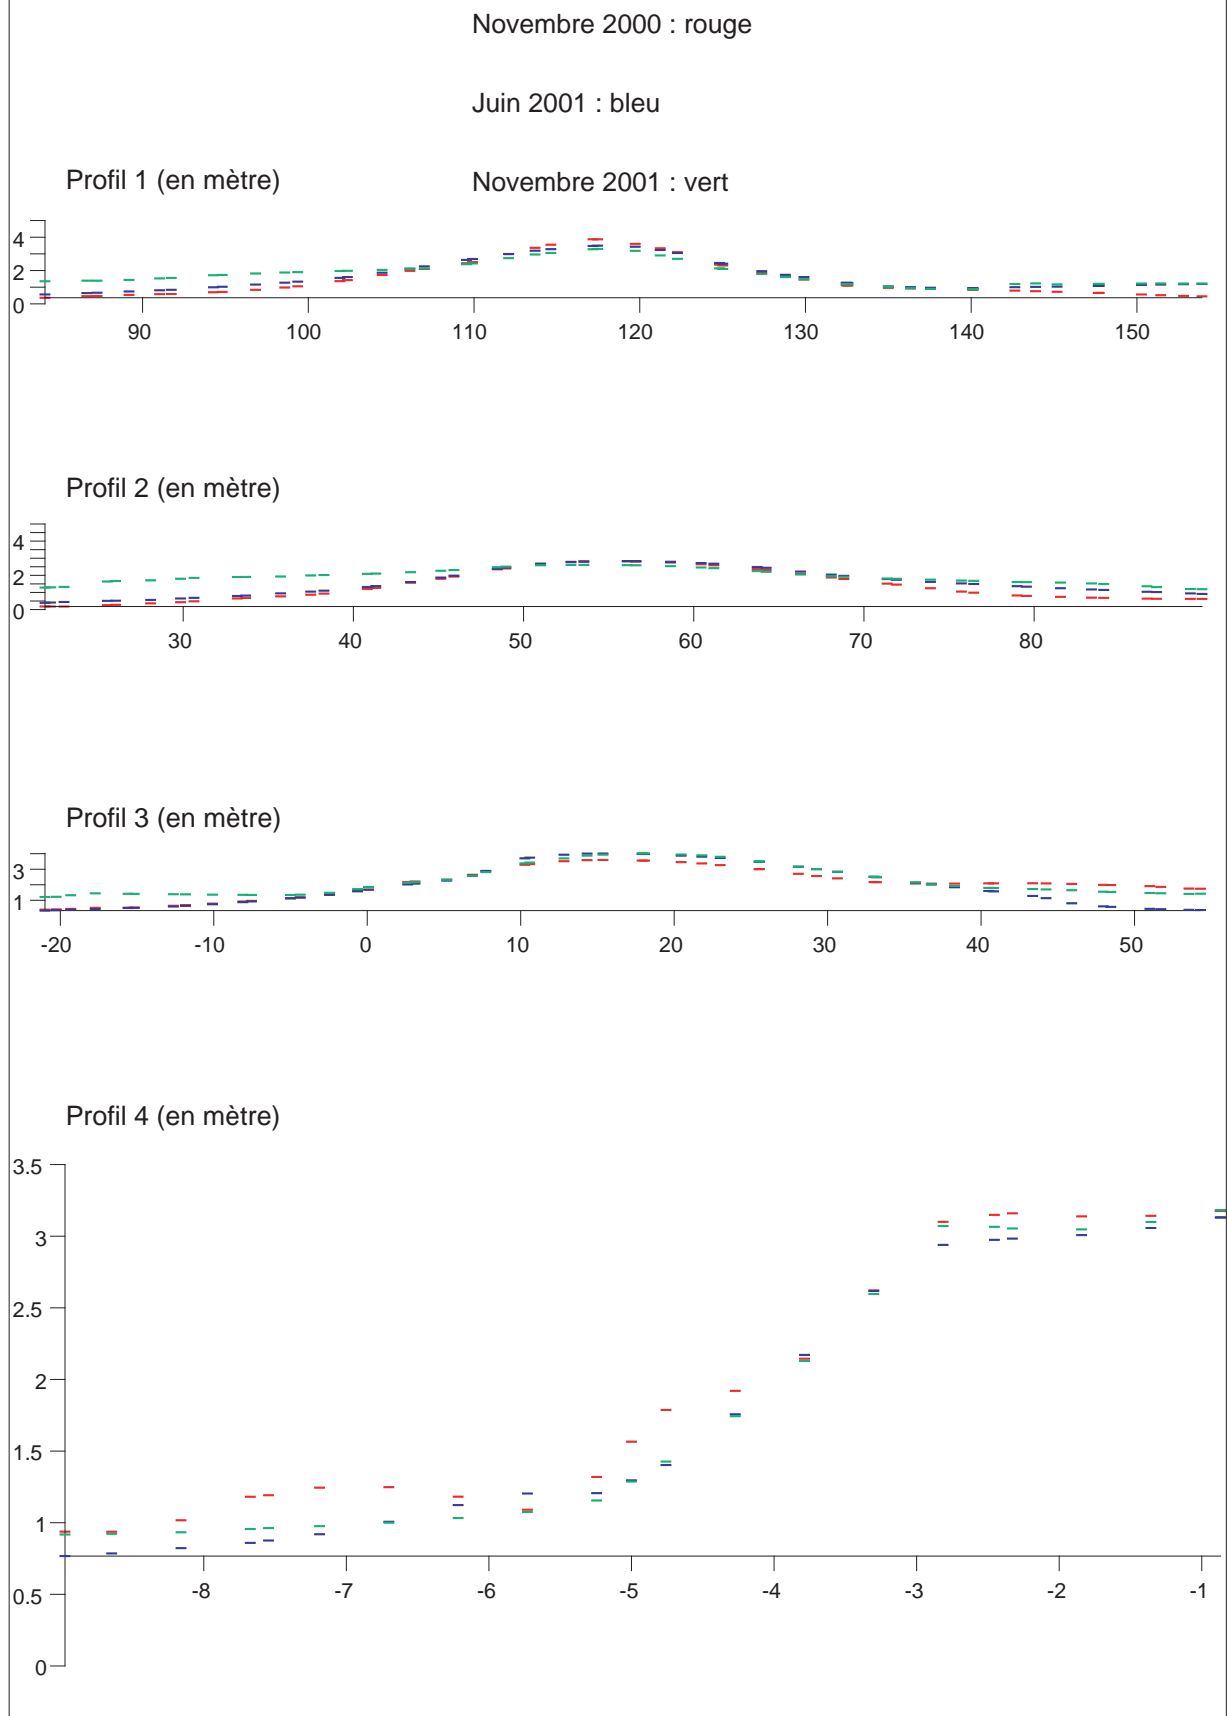 Novembre 2000 : rouge
Juin 2001 : bleu
Profil 1 (en mètre)
Novembre 2001 : vert
4
2
0
90 100 110 120 130 140 150
Profil 2 (en mètre)
4
2
0
30 40 50 60 70 80
Profil 3 (en mètre)
3
1
-20 -10 0 10 20 30 40 50
Profil 4 (en mètre)
3.5
3
2.5
2
1.5
1
-8 -7 -6 -5 -4 -3 -2 -1
0.5
0